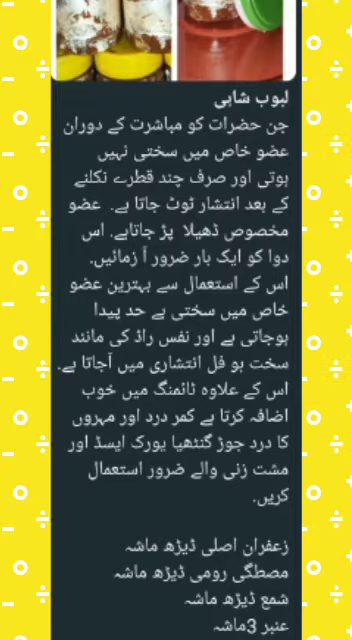 لبوب شاہی
جن حضرات کو مباشرت کے دوران
عضو خاص میں سختی نہیں
ہوتی اور صرف چند قطرے نکلنے
کے بعد انتشار ٹوٹ جاتا ہے. عضو
مخصوص ڈھیلا پڑ جاتاہے. اس
دوا کو ایک بار ضرور آ زمائیں.
اس کے استعمال سے بہترین عضو
خاص میں سختی بے حد پیدا
ہوجاتی ہے اور نفس راڈ کی مانند
سخت ہو فل انتشاری میں آجاتا ہے.
اس کے علاوہ ٹائمنگ میں خوب
اضافہ کرتا ہے کمر درد اور مہروں
کا درد جوڑ گنٹھیا یورک ایسڈ اور
مشت زنی والے ضرور استعمال
کریں.
زعفران اصلی ڈیڑھ ماشہ
مصطگی رومی ڈیڑھ ماشہ
شمع ڈیڑھ ماشہ
عنبر 3ماشہ